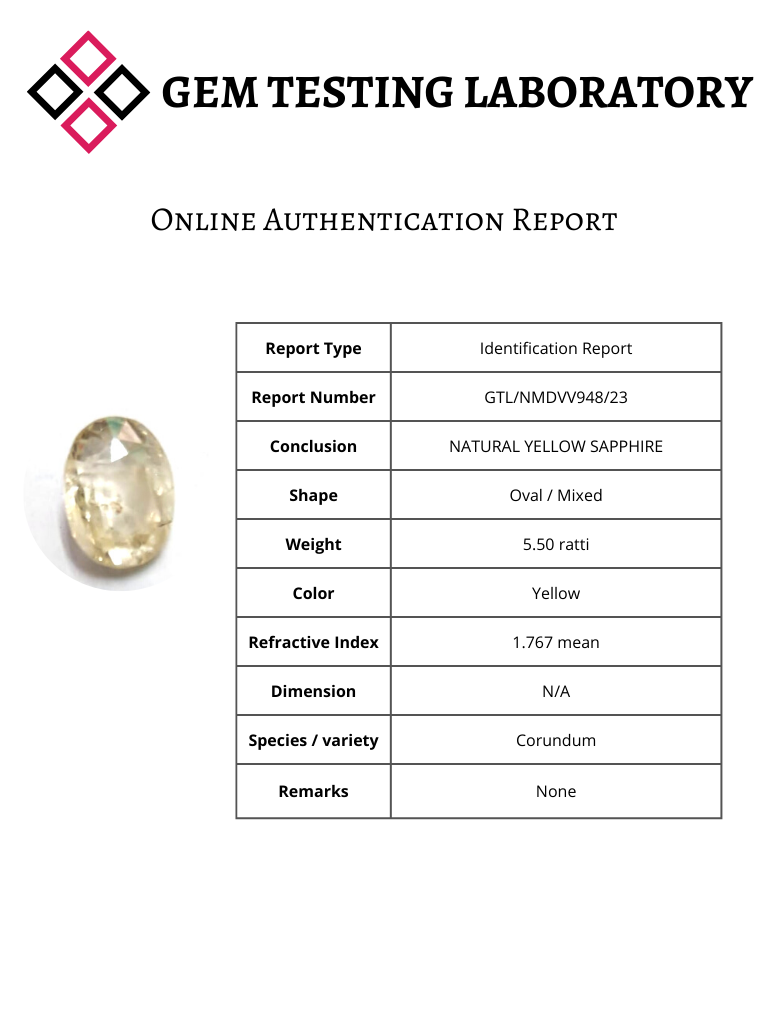 GEM TESTING LABORATORY
Online Authentication Report
Report Type Identification Report
Report Number GTL/NMDVV948/23
Conclusion NATURAL YELLOW SAPPHIRE
Shape Oval / Mixed
Weight 5.50 ratti
Color Yellow
Refractive Index 1.767 mean
Dimension N/A
Species / variety Corundum
Remarks None